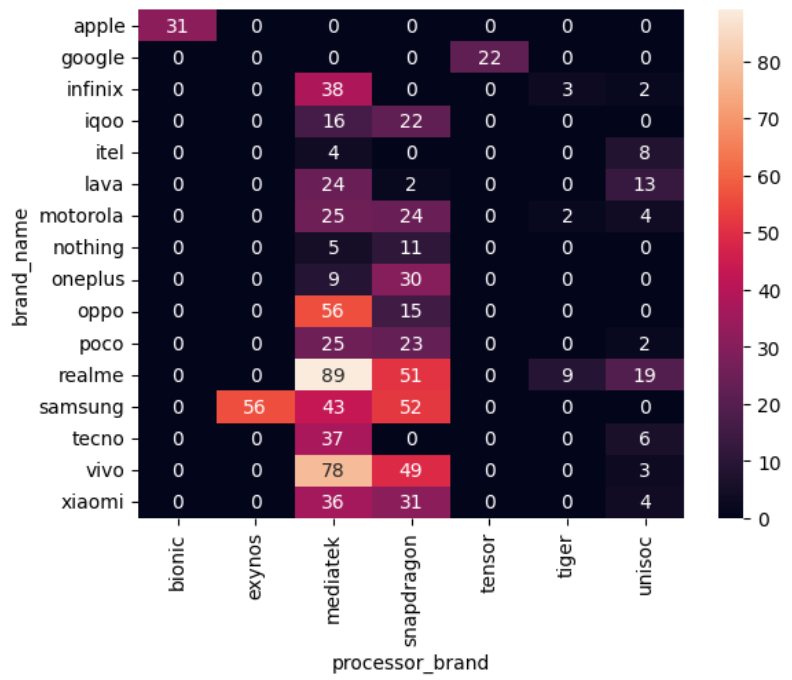 apple 31 0 0 0 0 0 0
google 0 0 0 0 22 0 0
infinix 0 0 38 0 0 3 2
iqoo 0 0 16 22 0 0 0
itel 0 0 4 0 0 0 8
lava 0 0 24 2 0 0 13
motorola 0 0 25 24 0 2 4
nothing 0 0 5 11 0 0 0
oneplus 0 0 9 30 0 0 0
oppo 0 0 56 15 0 0 0
poco 0 0 25 23 0 0 2
realme 0 0 89 51 0 9 19
samsung 0 56 43 52 0 0 0
tecno 0 0 37 0 0 0 6
vivo 0 0 78 49 0 0 3
xiaomi 0 0 36 31 0 0 4
bionic exynos mediatek snapdragon tensor tiger unisoc
processor_brand
brand_name
80
70
60
50
40
30
20
10
0